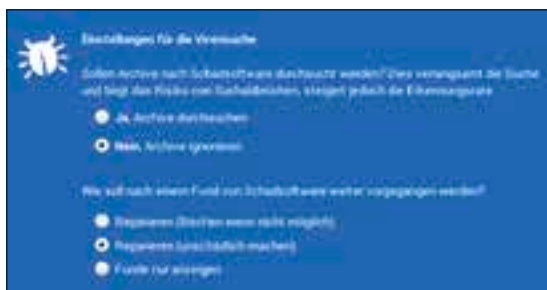 Einstellungen für die Virensuche
Sollen Archive nach Schadsoftware durchsucht werden? Dies verlangsamt die Suche
und birgt das Risiko von Suchabbrüchen, steigert jedoch die Erkennungsrate.
Ja, Archive durchsuchen
Nein, Archive ignorieren
Wie soll nach einem Fund von Schadsoftware weiter vorgegangen werden?
Reparieren (löschen wenn nicht möglich)
Reparieren (unschädlich machen)
Funde nur anzeigen